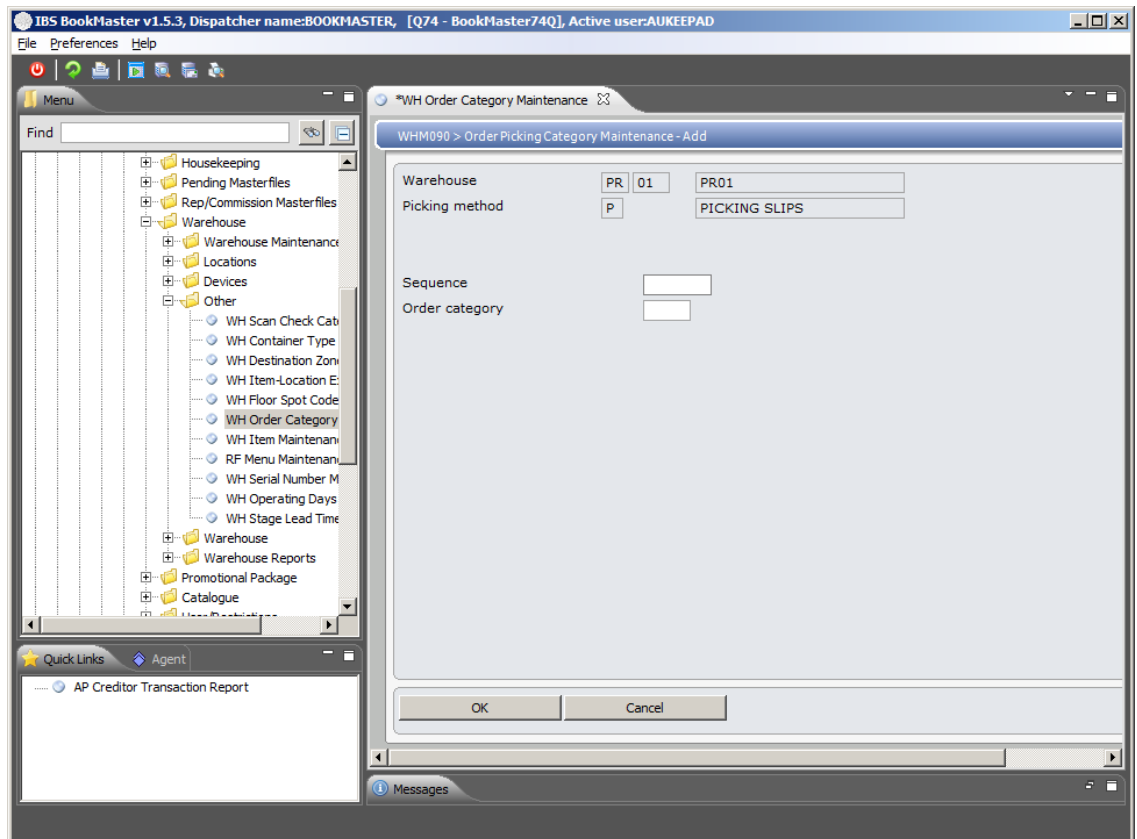 IBS BookMaster v1.5.3, Dispatcher name:BOOKMASTER, [Q74 - BookMaster74Q], Active user:AUKEEPAD
File Preferences Help
Menu
Find
Housekeeping
Pending Masterfiles
Rep/Commission Masterfiles
Warehouse
Warehouse Maintenance
Locations
Devices
Other
WH Scan Check Cat
WH Container Type
WH Destination Zon
WH Item-Location E
WH Floor Spot Code
WH Order Category
WH Item Maintenan
RF Menu Maintenan
WH Serial Number M
WH Operating Days
WH Stage Lead Time
Warehouse
Warehouse Reports
Promotional Package
Catalogue
Quick Links Agent
AP Creditor Transaction Report
*WH Order Category Maintenance
WHM090 > Order Picking Category Maintenance - Add
Warehouse PR 01 PR01
Picking method P PICKING SLIPS
Sequence
Order category
OK Cancel
Messages